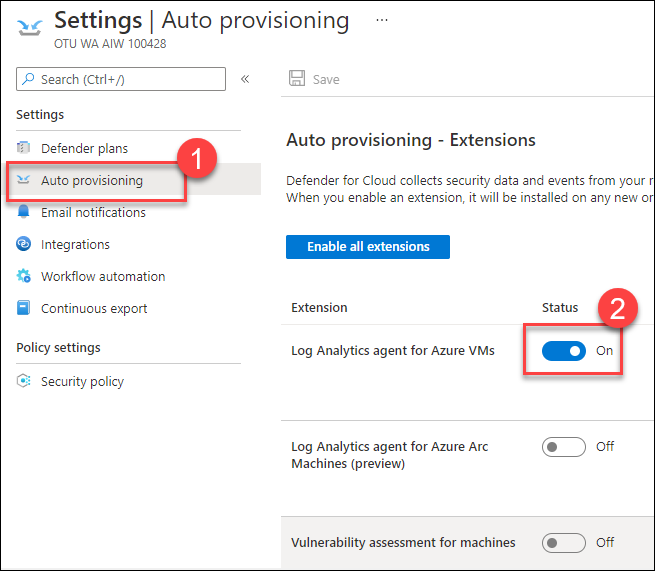 Settings | Auto provisioning ...
OTU WA AIW 100428
Search (Ctrl+/) «
Save
Settings
Defender plans
Auto provisioning
1
Email notifications
Integrations
Workflow automation
Continuous export
Policy settings
Security policy
Auto provisioning - Extensions
Defender for Cloud collects security data and events from your
When you enable an extension, it will be installed on any new
Enable all extensions
Extension Status
2
Log Analytics agent for Azure VMs On
Log Analytics agent for Azure Arc
Machines (preview) Off
Vulnerability assessment for machines Off